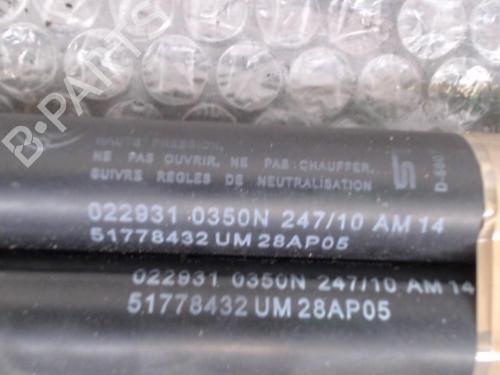 B-PARTS
HAUTE PRESSION,
NE PAS OUVRIR, NE PAS CHAUFFER,
SUIVRE REGLES DE NEUTRALISATION
022931 0350N 247/10 AM 14
51778432 UM 28AP05
022931 0350N 247/10 AM 14
51778432 UM 28AP05